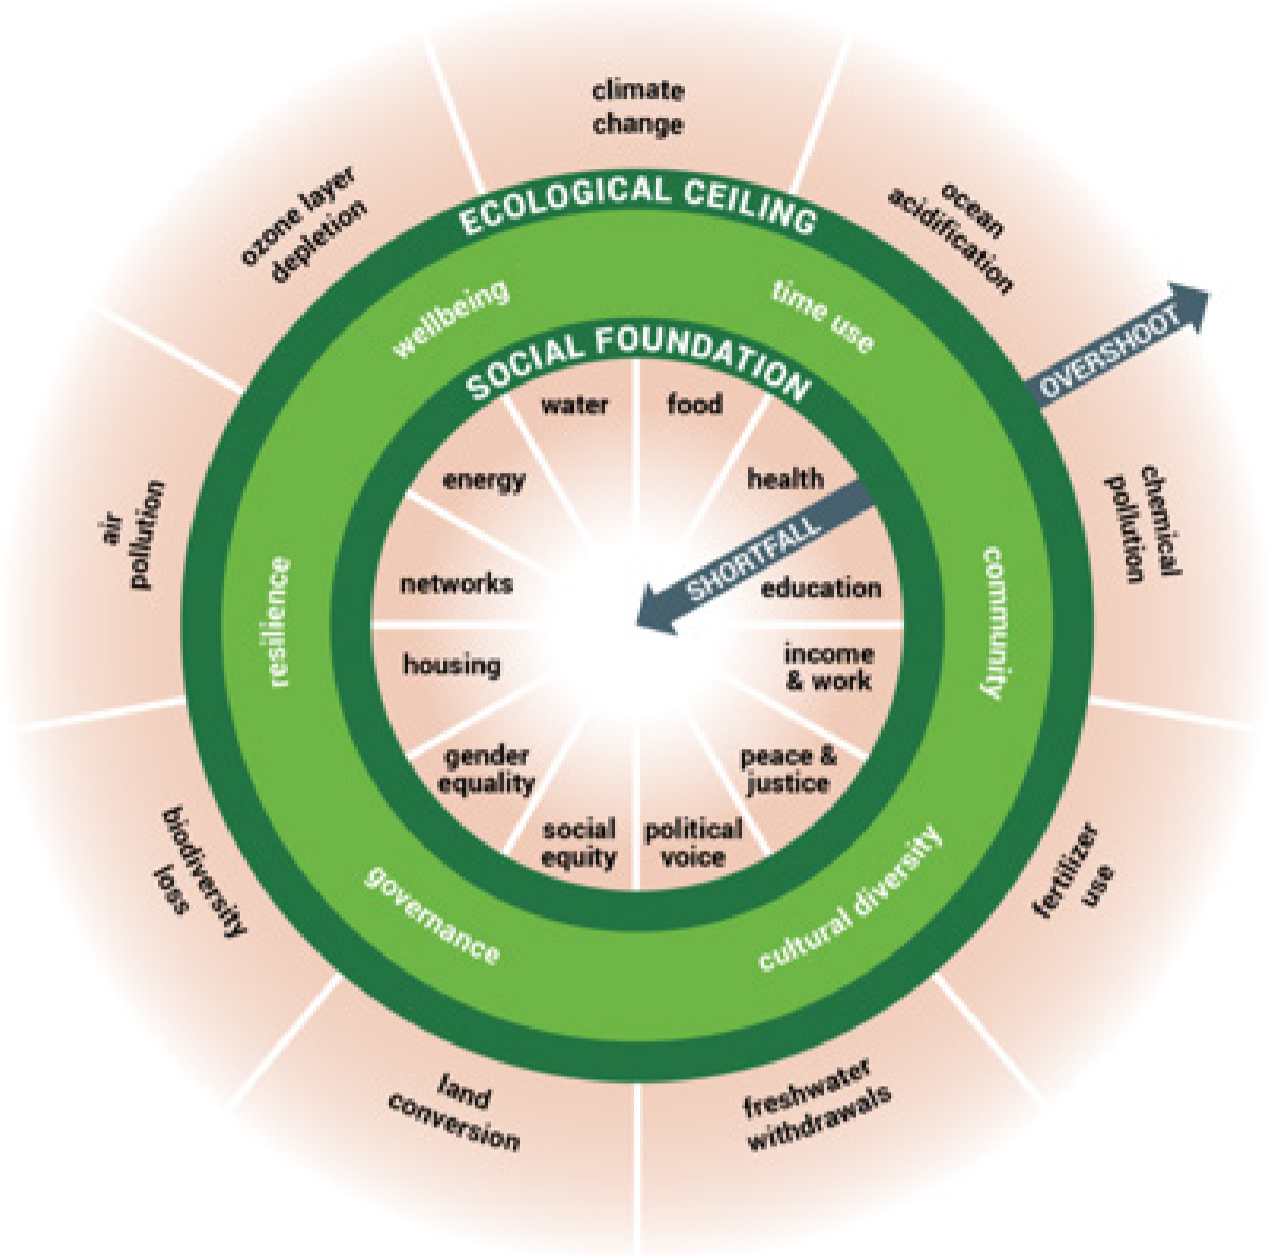 climate
change
ocean
acidification
OVERSHOOT
chemical
pollution
fertilizer
use
freshwater
withdrawals
land
conversion
biodiversity
loss
air
pollution
ozone layer
depletion
ECOLOGICAL CEILING
wellbeing
time use
community
cultural diversity
governance
resilience
SOCIAL FOUNDATION
water
food
health
SHORTFALL
education
income
& work
peace &
justice
political
voice
social
equity
gender
equality
housing
networks
energy